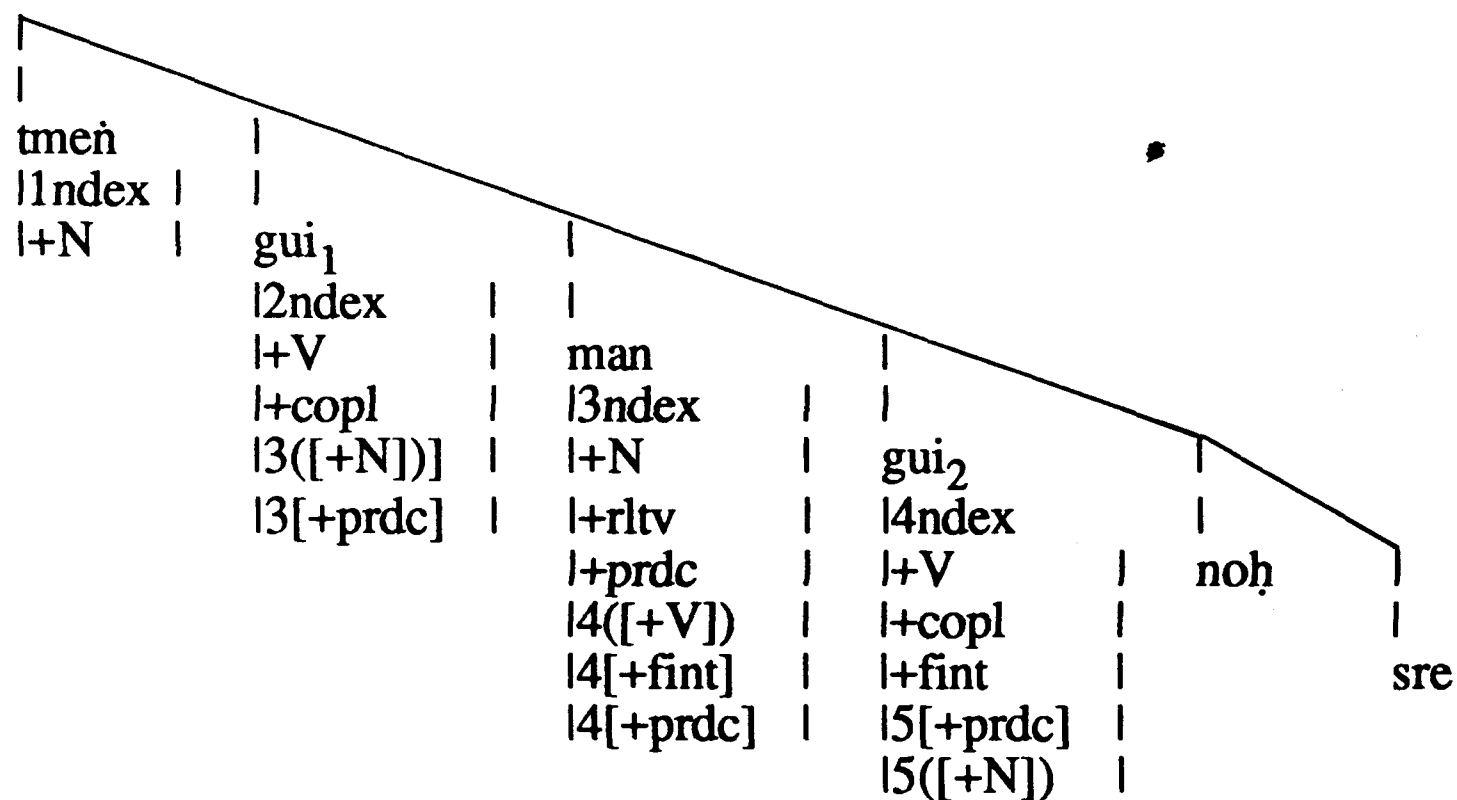 tmeṅ
|1ndex |
|+N |
gui₁
|2ndex |
|+V |
|+copl |
|3([+N])] |
|3[+prdc] |
man
|3ndex |
|+N |
|+rltv |
|+prdc |
|4([+V]) |
|4[+fint] |
|4[+prdc] |
gui₂
|4ndex
|+V |
|+copl |
|+fint |
|5[+prdc] |
|5([+N]) |
noḥ
sre